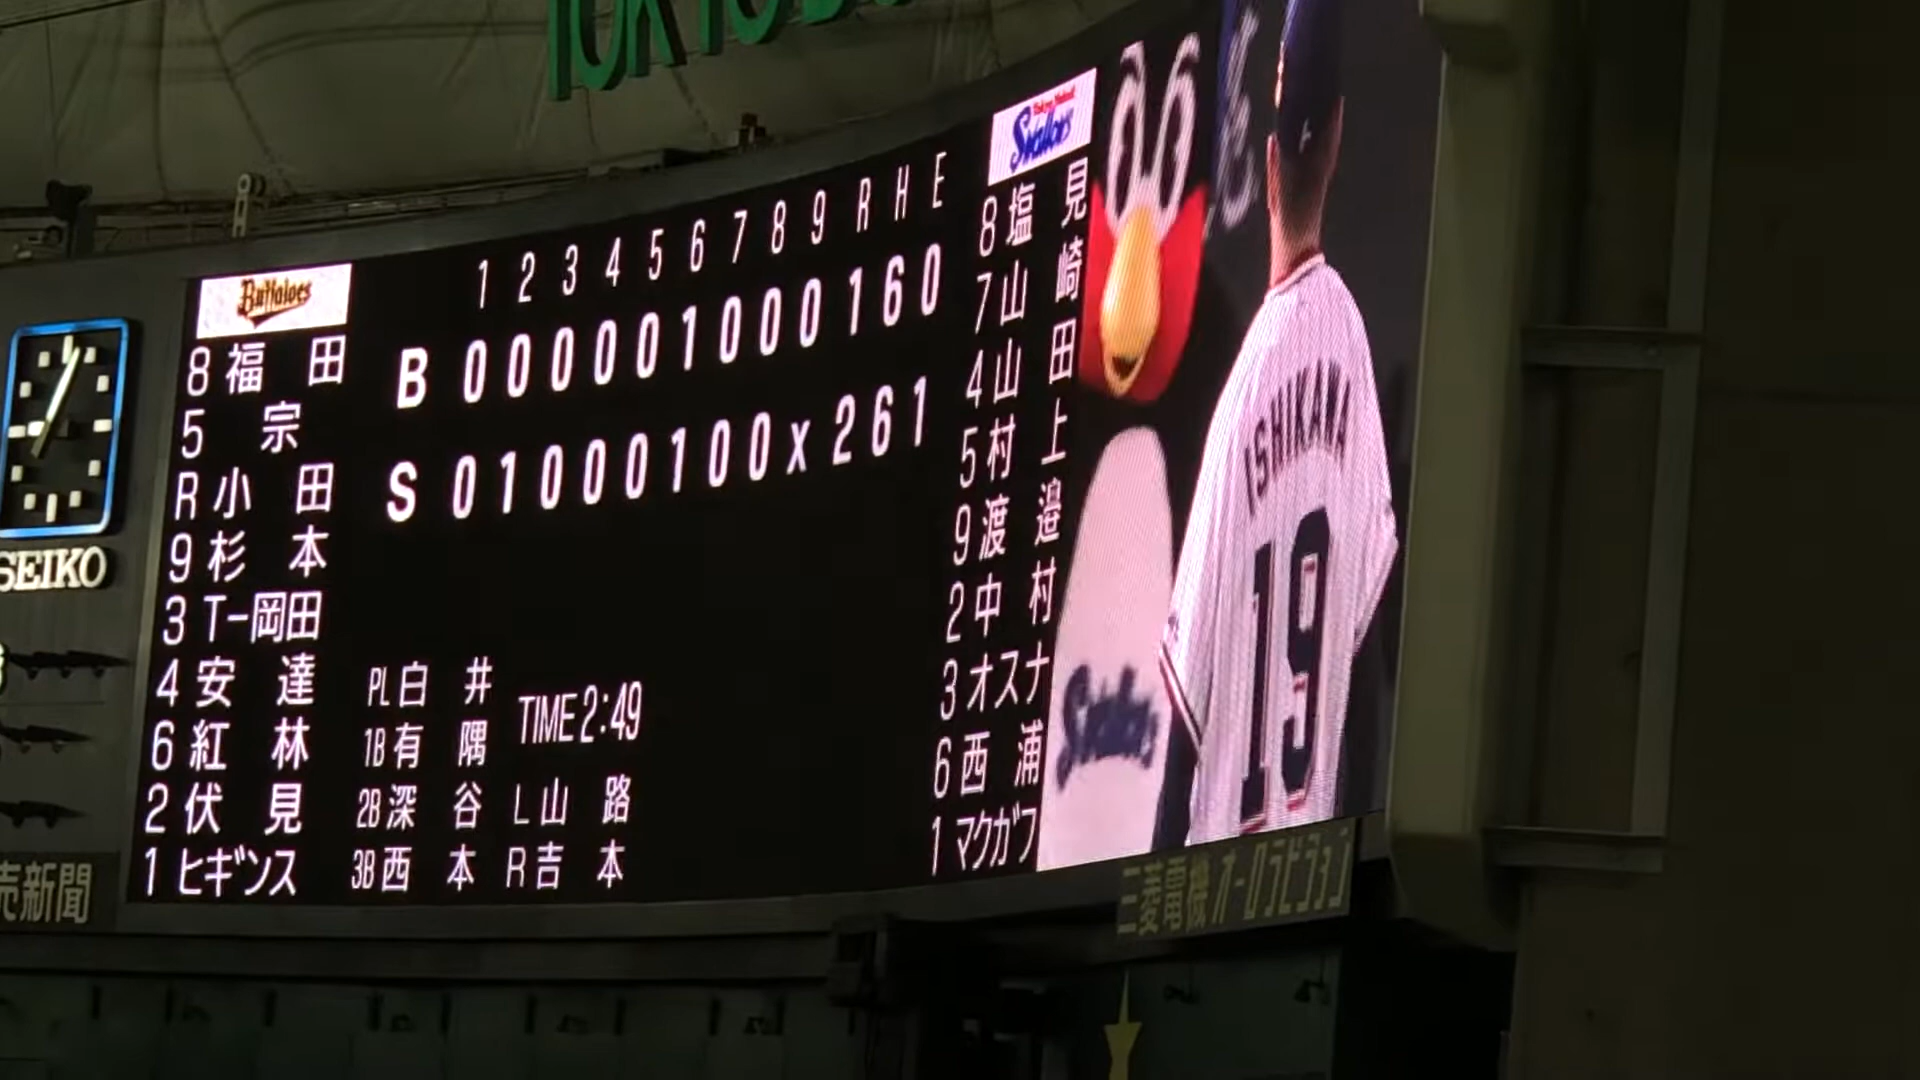 TOKYO DO
Buffaloes
8 福田
5 宗
R 小田
9 杉本
3 T-岡田
4 安達
6 紅林
2 伏見
1 ヒギンス
1 2 3 4 5 6 7 8 9 R H E
B 0 0 0 0 0 1 0 0 0 1 6 0
S 0 1 0 0 0 1 0 0 x 2 6 1
PL 白井
1B 有隅
2B 深谷 L 山路
3B 西本 R 吉本
TIME 2:49
Tokyo Yakult
Swallows
8 塩見
7 山崎
4 山田
5 村上
9 渡邉
2 中村
3 オスナ
6 西浦
1 マクガフ
ISHIKAWA
19
SEIKO
売新聞
三菱電機 オーロラビジョン